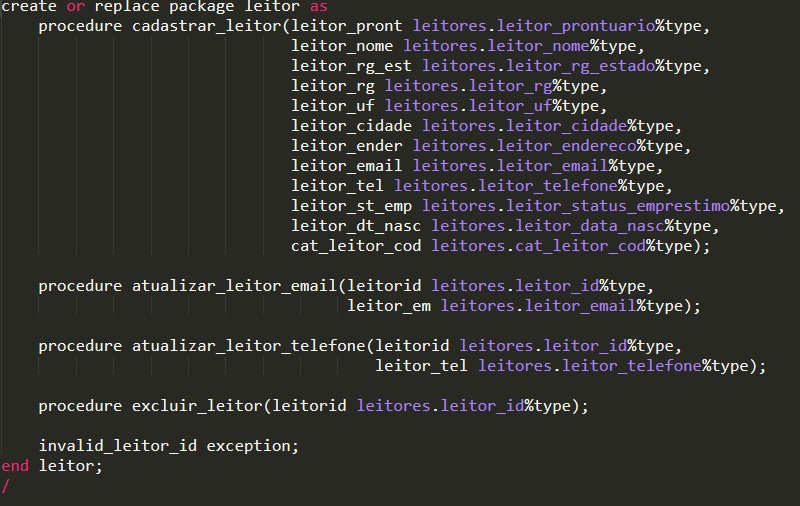 create or replace package leitor as
procedure cadastrar_leitor(leitor_pront leitores.leitor_prontuario%type,
leitor_nome leitores.leitor_nome%type,
leitor_rg_est leitores.leitor_rg_estado%type,
leitor_rg leitores.leitor_rg%type,
leitor_uf leitores.leitor_uf%type,
leitor_cidade leitores.leitor_cidade%type,
leitor_ender leitores.leitor_endereco%type,
leitor_email leitores.leitor_email%type,
leitor_tel leitores.leitor_telefone%type,
leitor_st_emp leitores.leitor_status_emprestimo%type,
leitor_dt_nasc leitores.leitor_data_nasc%type,
cat_leitor_cod leitores.cat_leitor_cod%type);
procedure atualizar_leitor_email(leitorid leitores.leitor_id%type,
leitor_em leitores.leitor_email%type);
procedure atualizar_leitor_telefone(leitorid leitores.leitor_id%type,
leitor_tel leitores.leitor_telefone%type);
procedure excluir_leitor(leitorid leitores.leitor_id%type);
invalid_leitor_id exception;
end leitor;
/